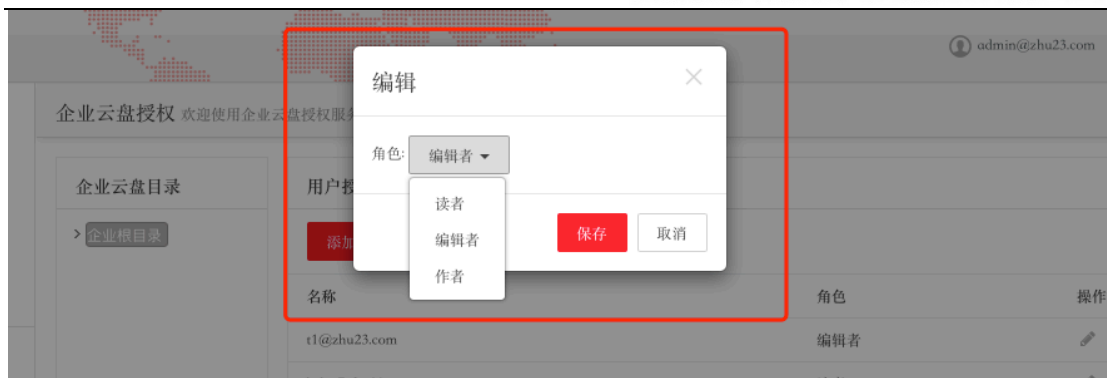 admin@zhu23.com
编辑
企业云盘授权 欢迎使用企业云盘授权服
角色:
编辑者
企业云盘目录
用户授
读者
企业根目录
添加
编辑者
保存
取消
作者
名称
角色
操作
t1@zhu23.com
编辑者